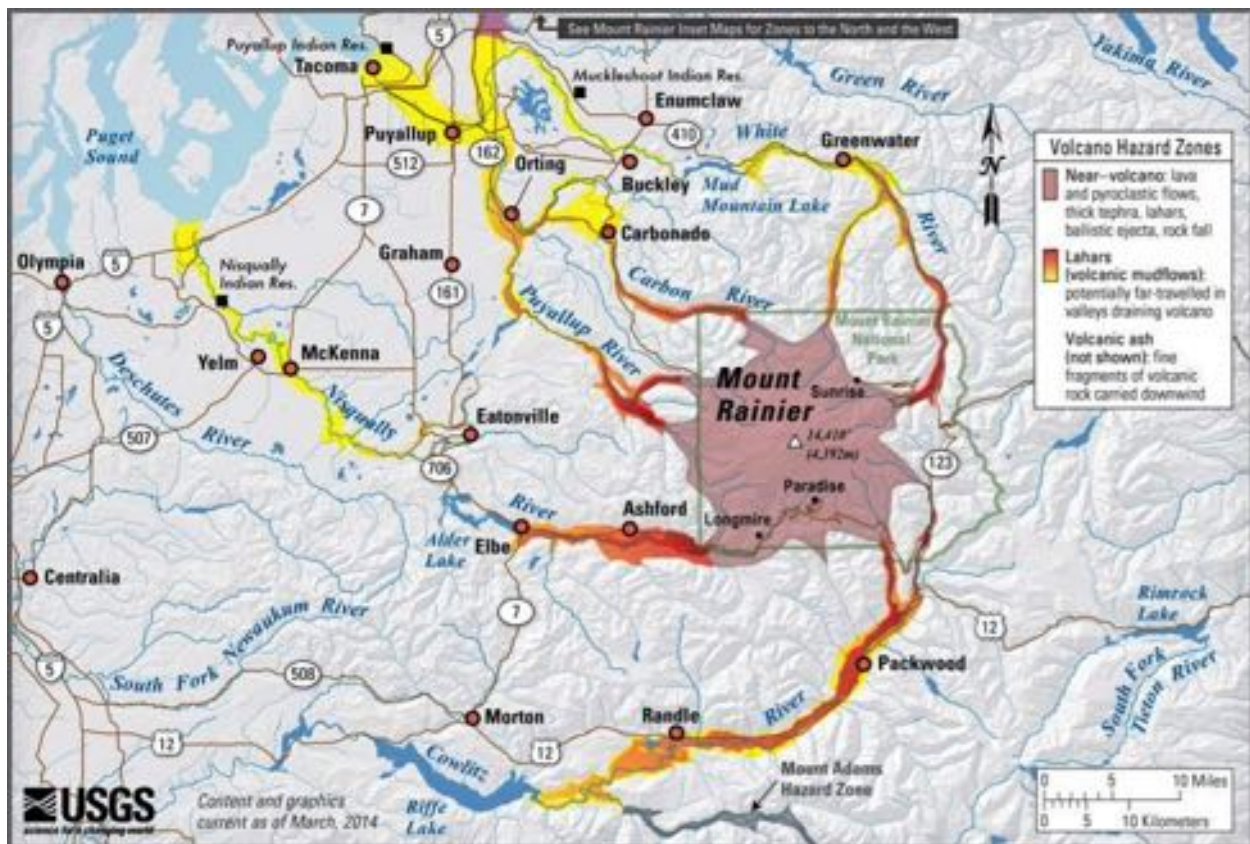 See Mount Rainier Inset Maps for Zones to the North and the West
Puyallup Indian Res.
Tacoma
5
Muckleshoot Indian Res.
Green River
Yakima River
Puget
Sound
Enumclaw
410
White
Greenwater
River
Puyallup
162
512
Orting
Buckley
Mud
Mountain Lake
N
7
Carbonado
Graham
161
Olympia
5
Nisqually
Indian Res.
Carbon River
Puyallup
River
Mount Rainier
National
Park
5
Yelm
McKenna
Deschutes
River
Nisqually
River
Mount
Rainier
Sunrise
14,410'
(4,392m)
Eatonville
507
706
123
Paradise
Longmire
Ashford
Elbe
Alder
Lake
Centralia
7
12
Rimrock
Lake
South Fork Newaukum River
South Fork
Tieton River
5
508
Packwood
Morton
Randle
River
12
12
Cowlitz
Riffe
Lake
Mount Adams
Hazard Zone
Volcano Hazard Zones
Near-volcano: lava
and pyroclastic flows,
thick tephra, lahars,
ballistic ejecta, rock fall
Lahars
(volcanic mudflows):
potentially far-travelled in
valleys draining volcano
Volcanic ash
(not shown): fine
fragments of volcanic
rock carried downwind
USGS
science for a changing world
Content and graphics
current as of March, 2014
0 5 10 Miles
0 5 10 Kilometers